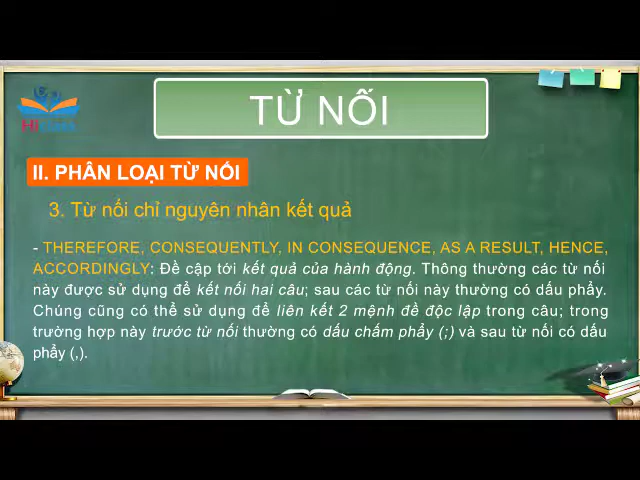 TỪ NỐI
II. PHÂN LOẠI TỪ NỐI
3. Từ nối chỉ nguyên nhân kết quả
- THEREFORE, CONSEQUENTLY, IN CONSEQUENCE, AS A RESULT, HENCE,
ACCORDINGLY: Đề cập tới kết quả của hành động. Thông thường các từ nối
này được sử dụng để kết nối hai câu; sau các từ nối này thường có dấu phẩy.
Chúng cũng có thể sử dụng để liên kết 2 mệnh đề độc lập trong câu; trong
trường hợp này trước từ nối thường có dấu chấm phẩy (;) và sau từ nối có dấu
phẩy (,).